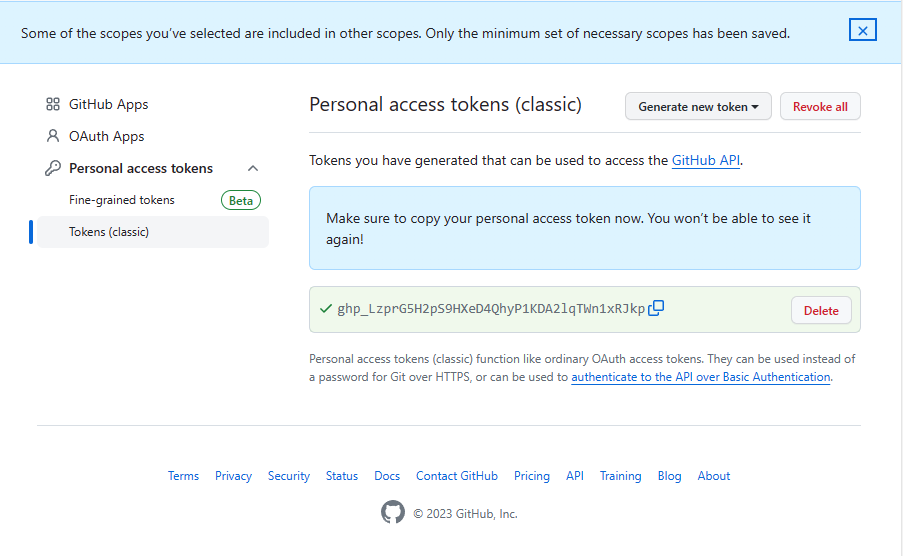 Some of the scopes you've selected are included in other scopes. Only the minimum set of necessary scopes has been saved.
GitHub Apps
OAuth Apps
Personal access tokens
Fine-grained tokens Beta
Tokens (classic)
Personal access tokens (classic) Generate new token Revoke all
Tokens you have generated that can be used to access the GitHub API.
Make sure to copy your personal access token now. You won't be able to see it
again!
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 Delete
Personal access tokens (classic) function like ordinary OAuth access tokens. They can be used instead of
a password for Git over HTTPS, or can be used to authenticate to the API over Basic Authentication.
Terms Privacy Security Status Docs Contact GitHub Pricing API Training Blog About
© 2023 GitHub, Inc.